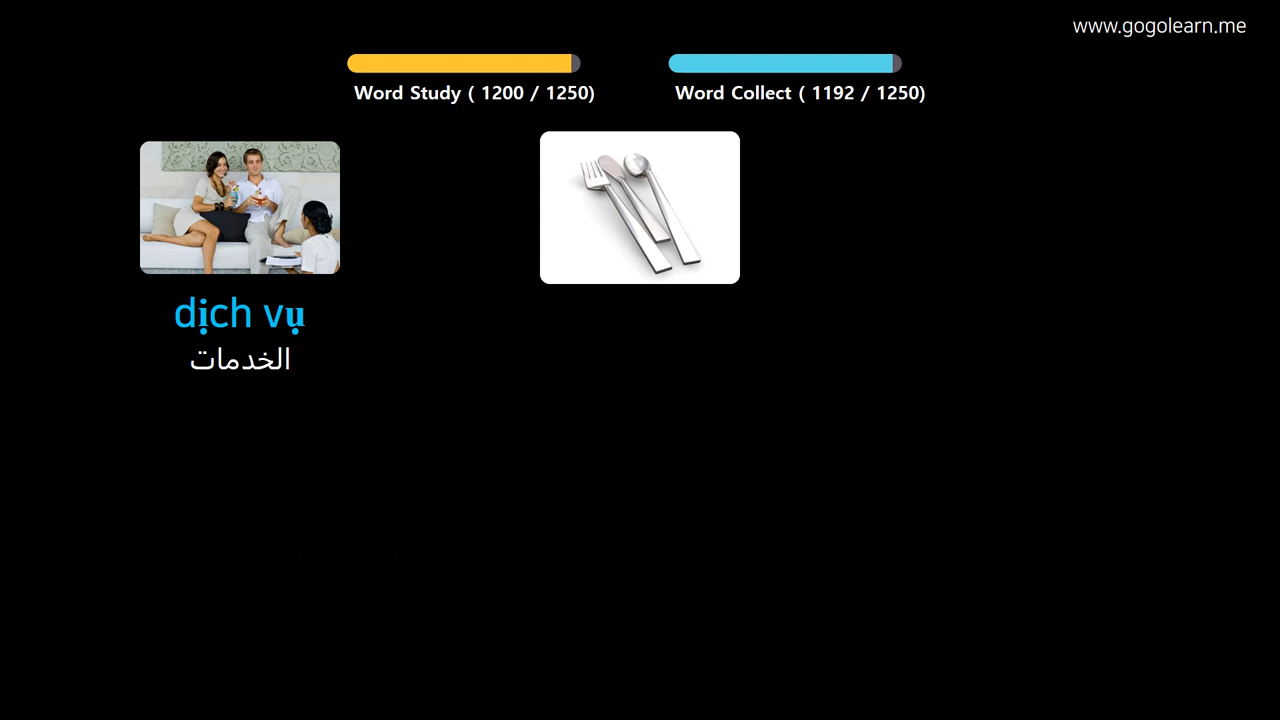 www.gogolearn.me
Word Study ( 1200 / 1250)
Word Collect ( 1192 / 1250)
dịch vụ
الخدمات